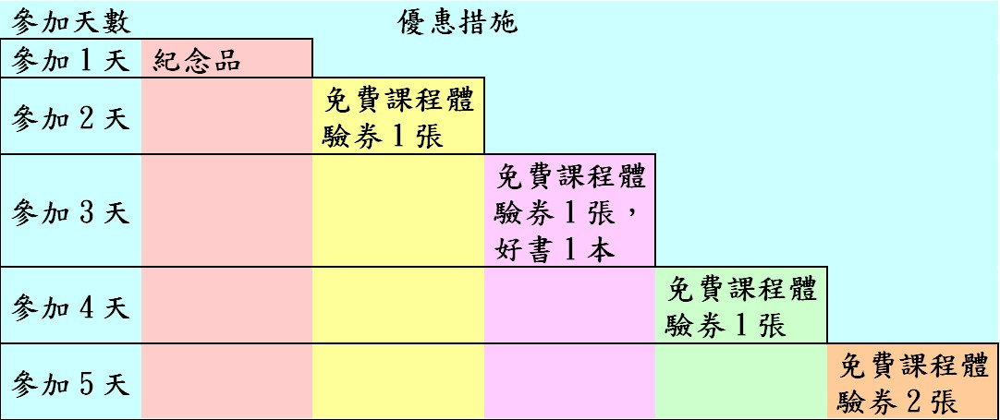 參加天數 優惠措施
參加1天 紀念品
參加2天 免費課程體
驗券1張
參加3天 免費課程體
驗券1張，
好書1本
參加4天 免費課程體
驗券1張
參加5天 免費課程體
驗券2張